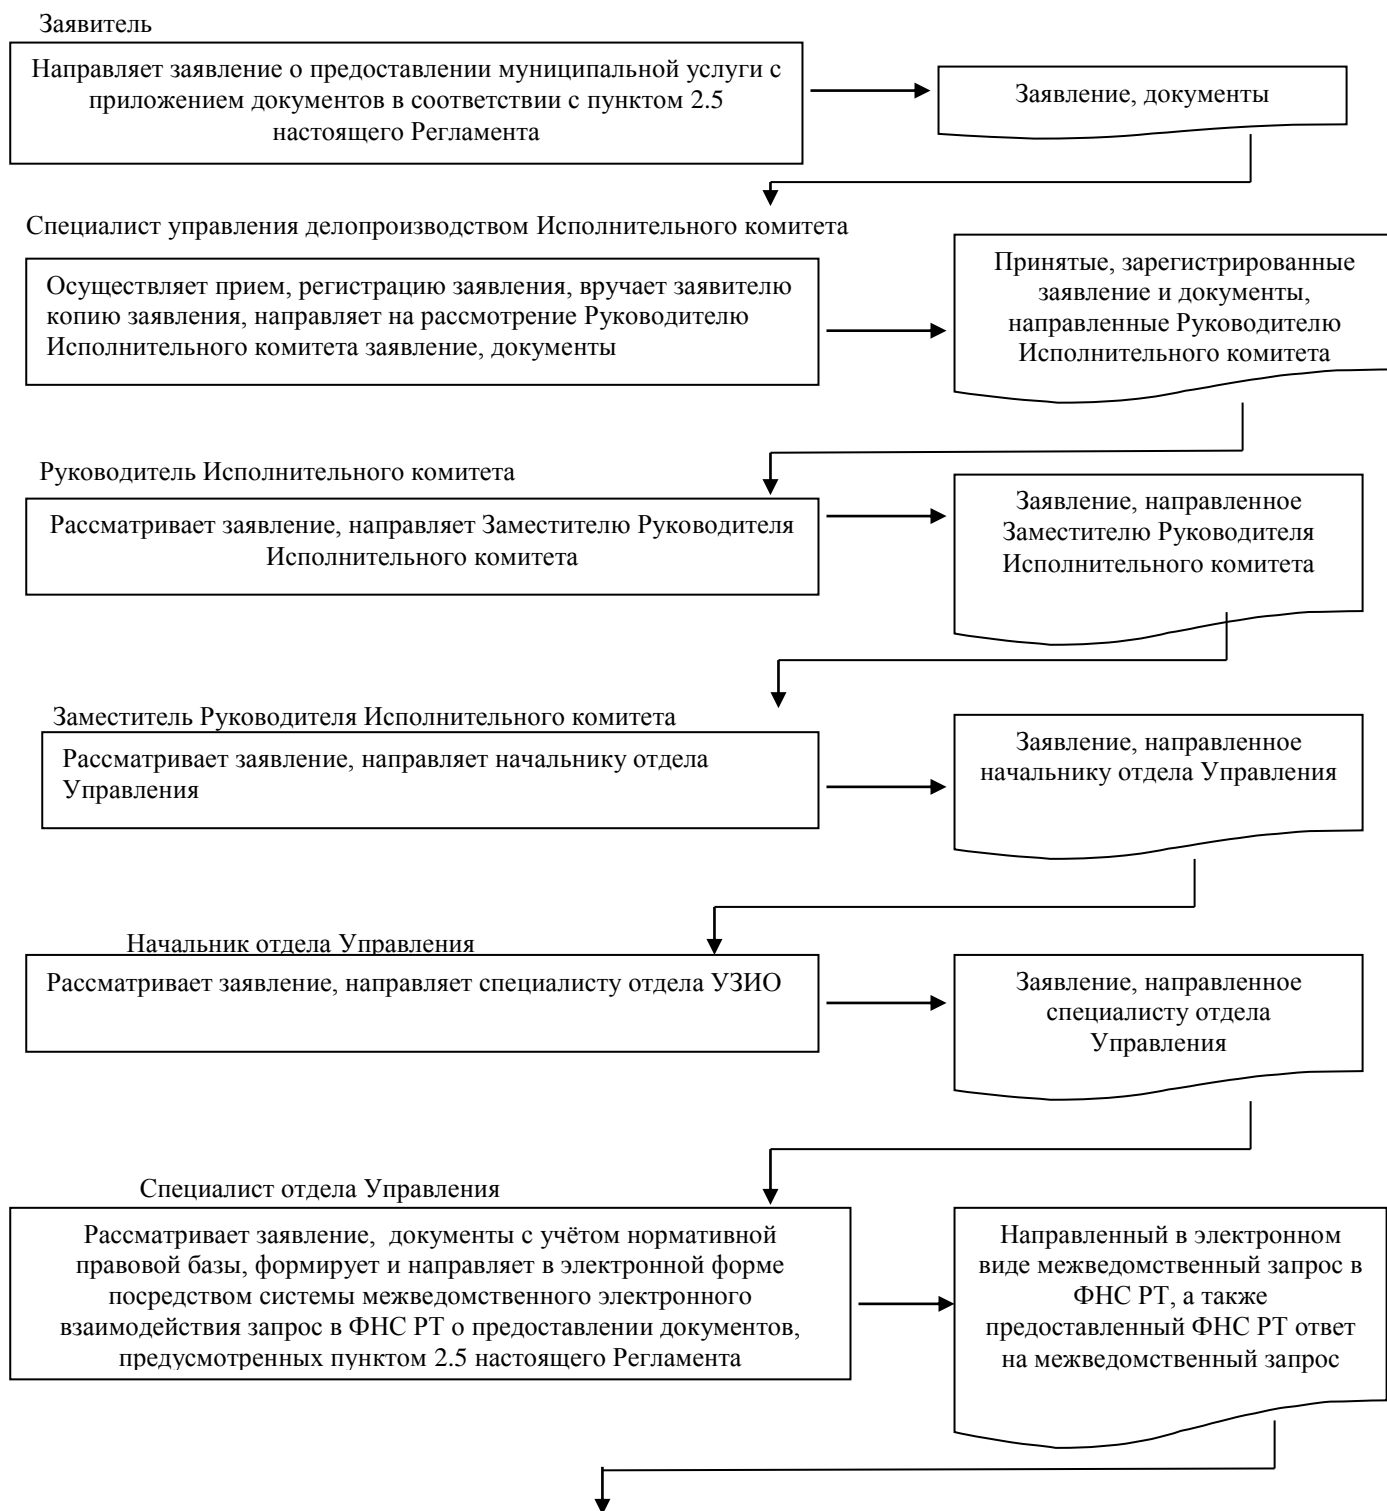 Заявитель
Направляет заявление о предоставлении муниципальной услуги с
приложением документов в соответствии с пунктом 2.5
настоящего Регламента
Заявление, документы
Специалист управления делопроизводством Исполнительного комитета
Осуществляет прием, регистрацию заявления, вручает заявителю
копию заявления, направляет на рассмотрение Руководителю
Исполнительного комитета заявление, документы
Принятые, зарегистрированные
заявление и документы,
направленные Руководителю
Исполнительного комитета
Руководитель Исполнительного комитета
Рассматривает заявление, направляет Заместителю Руководителя
Исполнительного комитета
Заявление, направленное
Заместителю Руководителя
Исполнительного комитета
Заместитель Руководителя Исполнительного комитета
Рассматривает заявление, направляет начальнику отдела
Управления
Заявление, направленное
начальнику отдела Управления
Начальник отдела Управления
Рассматривает заявление, направляет специалисту отдела УЗИО
Заявление, направленное
специалисту отдела
Управления
Специалист отдела Управления
Рассматривает заявление, документы с учётом нормативной
правовой базы, формирует и направляет в электронной форме
посредством системы межведомственного электронного
взаимодействия запрос в ФНС РТ о предоставлении документов,
предусмотренных пунктом 2.5 настоящего Регламента
Направленный в электронном
виде межведомственный запрос в
ФНС РТ, а также
предоставленный ФНС РТ ответ
на межведомственный запрос